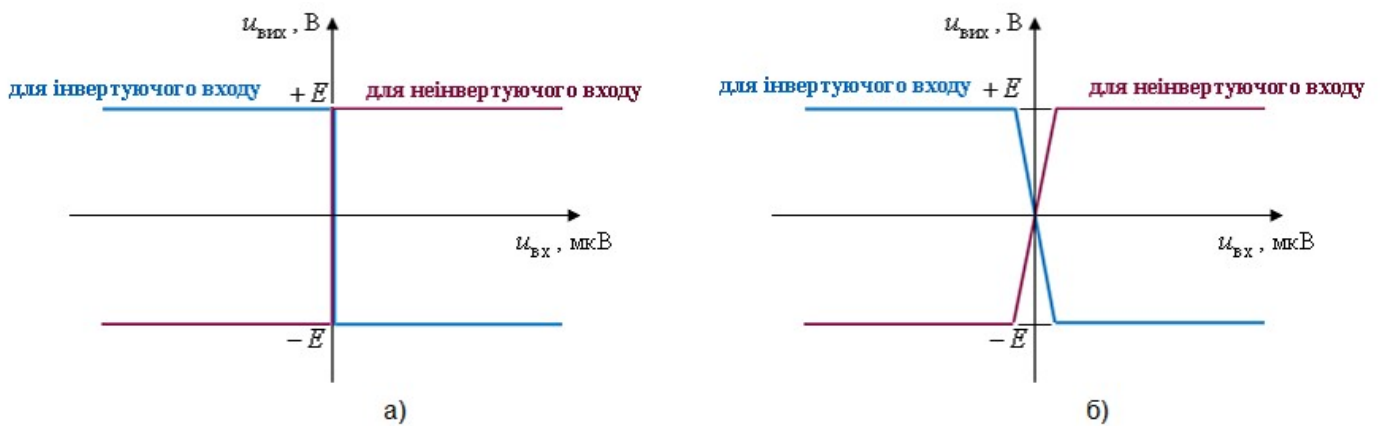 u вих , В
для інвертуючого входу + E для неінвертуючого входу
u вх , мкВ
− E
а)
u вих , В
для інвертуючого входу + E для неінвертуючого входу
u вх , мкВ
− E
б)